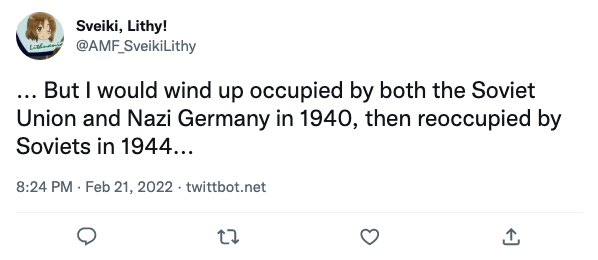 Sveiki, Lithy!
@AMF_SveikiLithy
... But I would wind up occupied by both the Soviet
Union and Nazi Germany in 1940, then reoccupied by
Soviets in 1944...
8:24 PM · Feb 21, 2022 · twittbot.net